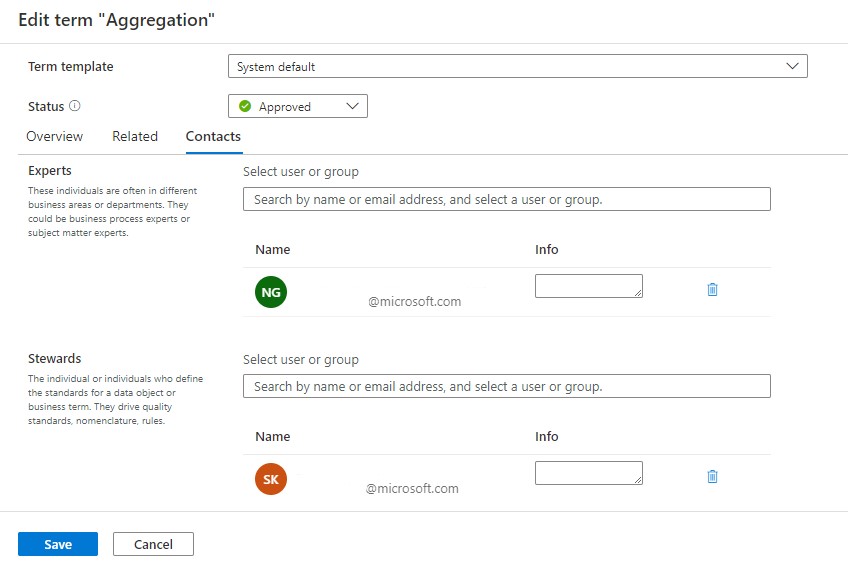 Edit term "Aggregation"
Term template
System default
Status
Approved
Overview Related Contacts
Experts
These individuals are often in different
business areas or departments. They
could be business process experts or
subject matter experts.
Select user or group
Search by name or email address, and select a user or group.
Name Info
NG
@microsoft.com
Stewards
The individual or individuals who define
the standards for a data object or
business term. They drive quality
standards, nomenclature, rules.
Select user or group
Search by name or email address, and select a user or group.
Name Info
SK
@microsoft.com
Save Cancel